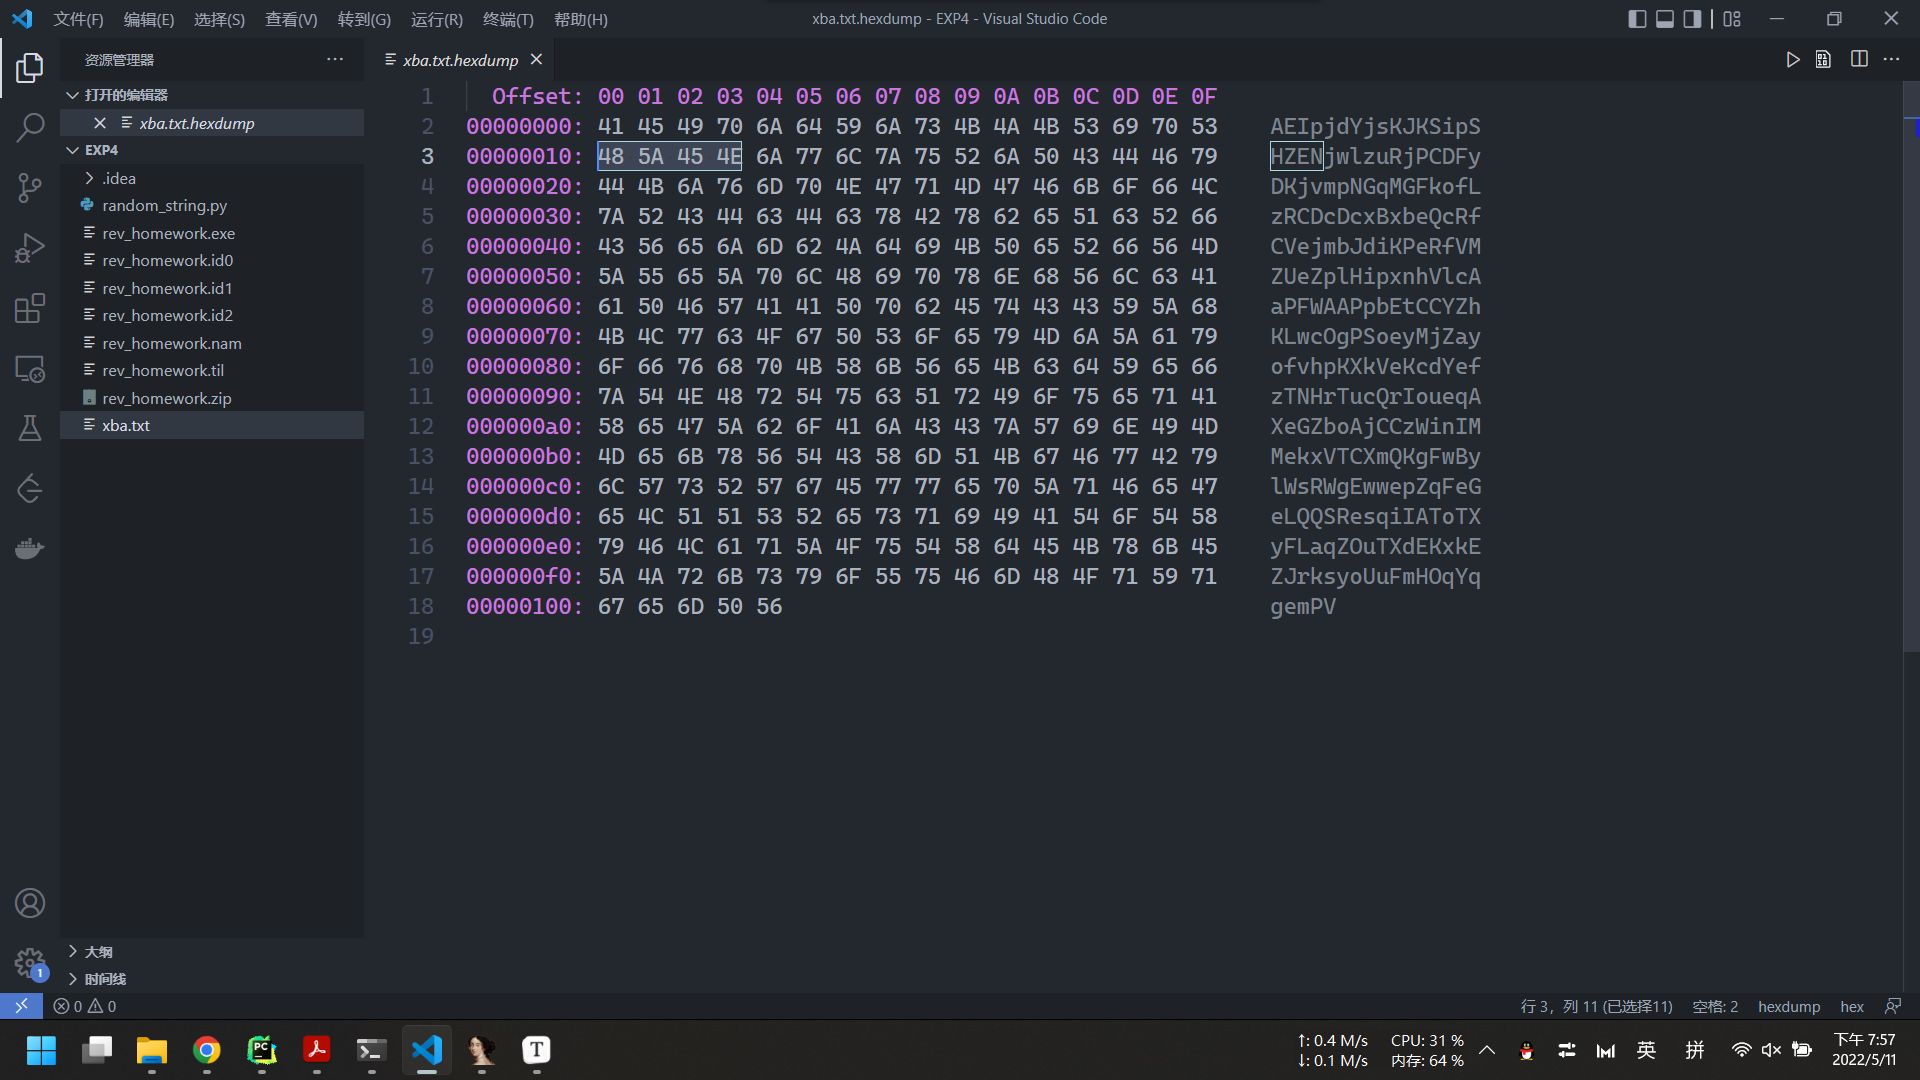 文件(F) 编辑(E) 选择(S) 查看(V) 转到(G) 运行(R) 终端(T) 帮助(H) xba.txt.hexdump - EXP4 - Visual Studio Code
资源管理器
打开的编辑器
xba.txt.hexdump
EXP4
.idea
random_string.py
rev_homework.exe
rev_homework.id0
rev_homework.id1
rev_homework.id2
rev_homework.nam
rev_homework.til
rev_homework.zip
xba.txt
大纲
时间线
1
xba.txt.hexdump
1 Offset: 00 01 02 03 04 05 06 07 08 09 0A 0B 0C 0D 0E 0F
2 00000000: 41 45 49 70 6A 64 59 6A 73 4B 4A 4B 53 69 70 53 AEIpjdYjsKJKSipS
3 00000010: 48 5A 45 4E 6A 77 6C 7A 75 52 6A 50 43 44 46 79 HZENjwlzuRjPCDFy
4 00000020: 44 4B 6A 76 6D 70 4E 47 71 4D 47 46 6B 6F 66 4C DKjvmpNGqMGFkofL
5 00000030: 7A 52 43 44 63 44 63 78 42 78 62 65 51 63 52 66 zRCDcDcxBxbeQcRf
6 00000040: 43 56 65 6A 6D 62 4A 64 69 4B 50 65 52 66 56 4D CVejmbJdiKPeRfVM
7 00000050: 5A 55 65 5A 70 6C 48 69 70 78 6E 68 56 6C 63 41 ZUeZplHipxnhVlcA
8 00000060: 61 50 46 57 41 41 50 70 62 45 74 43 43 59 5A 68 aPFWAAPpbEtCCYZh
9 00000070: 4B 4C 77 63 4F 67 50 53 6F 65 79 4D 6A 5A 61 79 KLwcOgPSoeyMjZay
10 00000080: 6F 66 76 68 70 4B 58 6B 56 65 4B 63 64 59 65 66 ofvhpKXkVeKcdYef
11 00000090: 7A 54 4E 48 72 54 75 63 51 72 49 6F 75 65 71 41 zTNHrTucQrIoueqA
12 000000a0: 58 65 47 5A 62 6F 41 6A 43 43 7A 57 69 6E 49 4D XeGZboAjCCzWinIM
13 000000b0: 4D 65 6B 78 56 54 43 58 6D 51 4B 67 46 77 42 79 MekxVTCXmQKgFwBy
14 000000c0: 6C 57 73 52 57 67 45 77 77 65 70 5A 71 46 65 47 lWsRWgEwwepZqFeG
15 000000d0: 65 4C 51 51 53 52 65 73 71 69 49 41 54 6F 54 58 eLQQSResqiIAToTX
16 000000e0: 79 46 4C 61 71 5A 4F 75 54 58 64 45 4B 78 6B 45 yFLaqZOuTXdEKxkE
17 000000f0: 5A 4A 72 6B 73 79 6F 55 75 46 6D 48 4F 71 59 71 ZJrksyoUuFmHOqYq
18 00000100: 67 65 6D 50 56 gemPV
19
0 0 行 3，列 11 (已选择11) 空格: 2 hexdump hex
PC T ↑: 0.4 M/s CPU: 31 % 英 拼 下午 7:57
↓: 0.1 M/s 内存: 64 % 2022/5/11